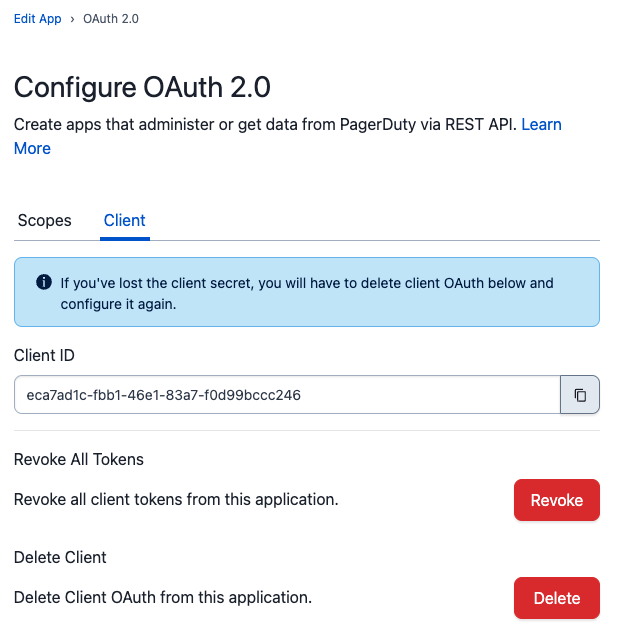 Edit App › OAuth 2.0
Configure OAuth 2.0
Create apps that administer or get data from PagerDuty via REST API. Learn
More
Scopes Client
If you've lost the client secret, you will have to delete client OAuth below and
configure it again.
Client ID
eca7ad1c-fbb1-46e1-83a7-f0d99bccc246
Revoke All Tokens
Revoke all client tokens from this application. Revoke
Delete Client
Delete Client OAuth from this application. Delete